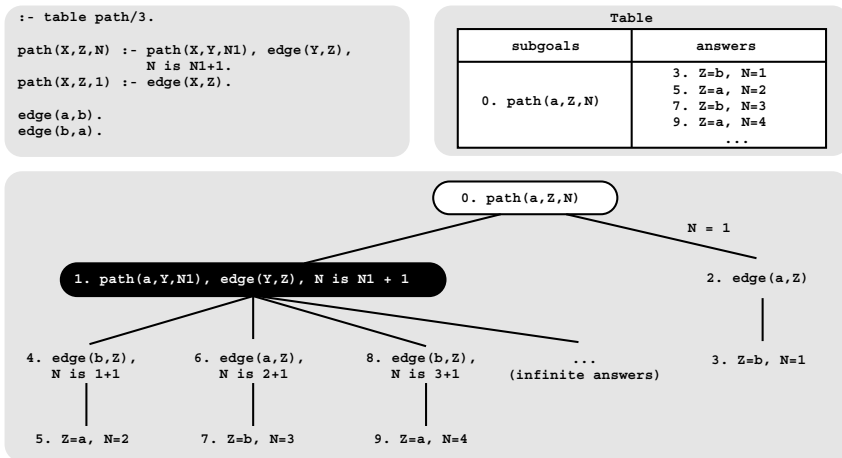 :- table path/3.
path(X,Z,N) :- path(X,Y,N1), edge(Y,Z),
N is N1+1.
path(X,Z,1) :- edge(X,Z).
edge(a,b).
edge(b,a).
Table
subgoals answers
0. path(a,Z,N)
3. Z=b, N=1
5. Z=a, N=2
7. Z=b, N=3
9. Z=a, N=4
...
0. path(a,Z,N)
N = 1
1. path(a,Y,N1), edge(Y,Z), N is N1 + 1
2. edge(a,Z)
4. edge(b,Z),
N is 1+1
6. edge(a,Z),
N is 2+1
8. edge(b,Z),
N is 3+1
...
(infinite answers)
3. Z=b, N=1
5. Z=a, N=2
7. Z=b, N=3
9. Z=a, N=4